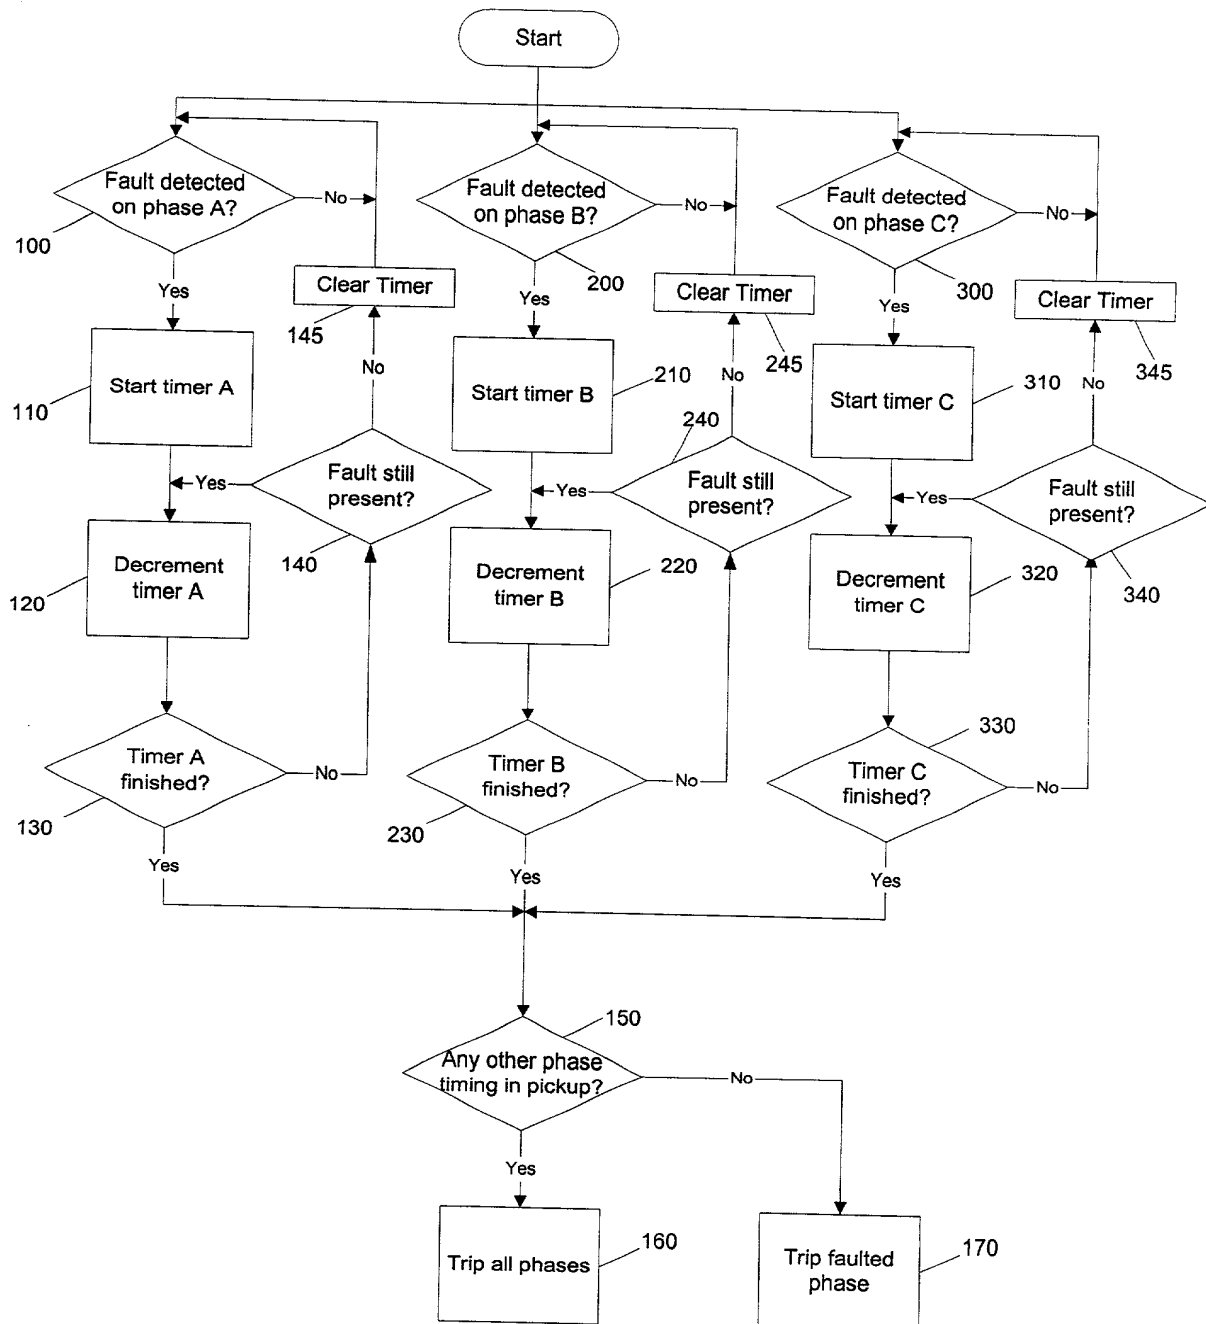 Start
Fault detected
on phase A?
No
100
Yes
Clear Timer
145
No
Start timer A
110
Yes
Fault still
present?
140
Decrement
timer A
120
Timer A
finished?
No
130
Yes
Fault detected
on phase B?
No
200
Yes
Clear Timer
245
No
Start timer B
210
240
Yes
Fault still
present?
Decrement
timer B
220
Timer B
finished?
No
230
Yes
Fault detected
on phase C?
No
300
Yes
Clear Timer
345
No
Start timer C
310
Yes
Fault still
present?
340
Decrement
timer C
320
330
Timer C
finished?
No
Yes
150
Any other phase
timing in pickup?
No
Yes
Trip all phases
160
Trip faulted
phase
170